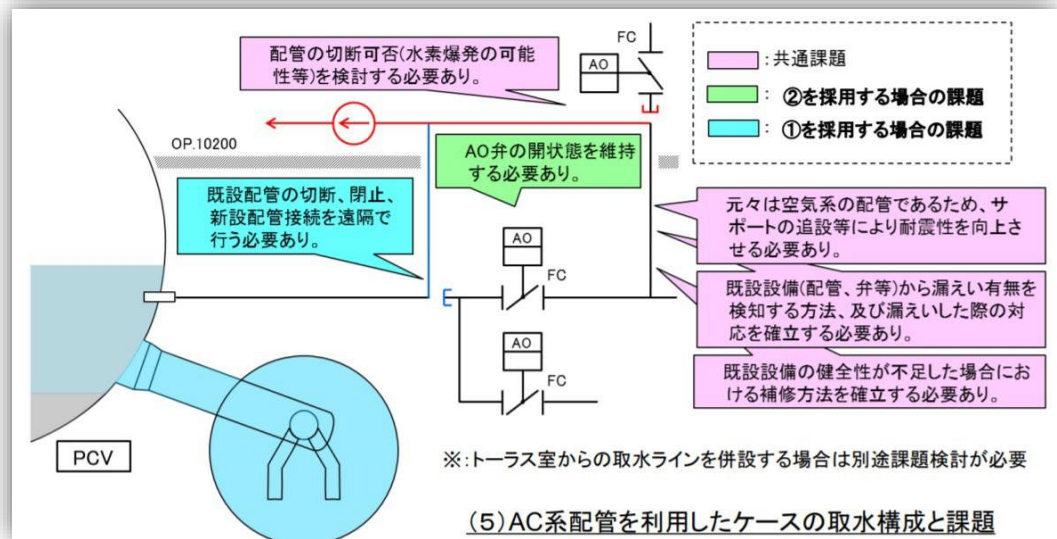 配管の切断可否(水素爆発の可能
性等)を検討する必要あり。
FC
AO
：共通課題
： ②を採用する場合の課題
： ①を採用する場合の課題
OP.10200
AO弁の開状態を維持
する必要あり。
既設配管の切断、閉止、
新設配管接続を遠隔で
行う必要あり。
元々は空気系の配管であるため、サ
ポートの追設等により耐震性を向上さ
せる必要あり。
AO
FC
既設設備(配管、弁等)から漏えい有無を
検知する方法、及び漏えいした際の対
応を確立する必要あり。
AO
FC
既設設備の健全性が不足した場合にお
ける補修方法を確立する必要あり。
PCV
※：トーラス室からの取水ラインを併設する場合は別途課題検討が必要
(5)AC系配管を利用したケースの取水構成と課題